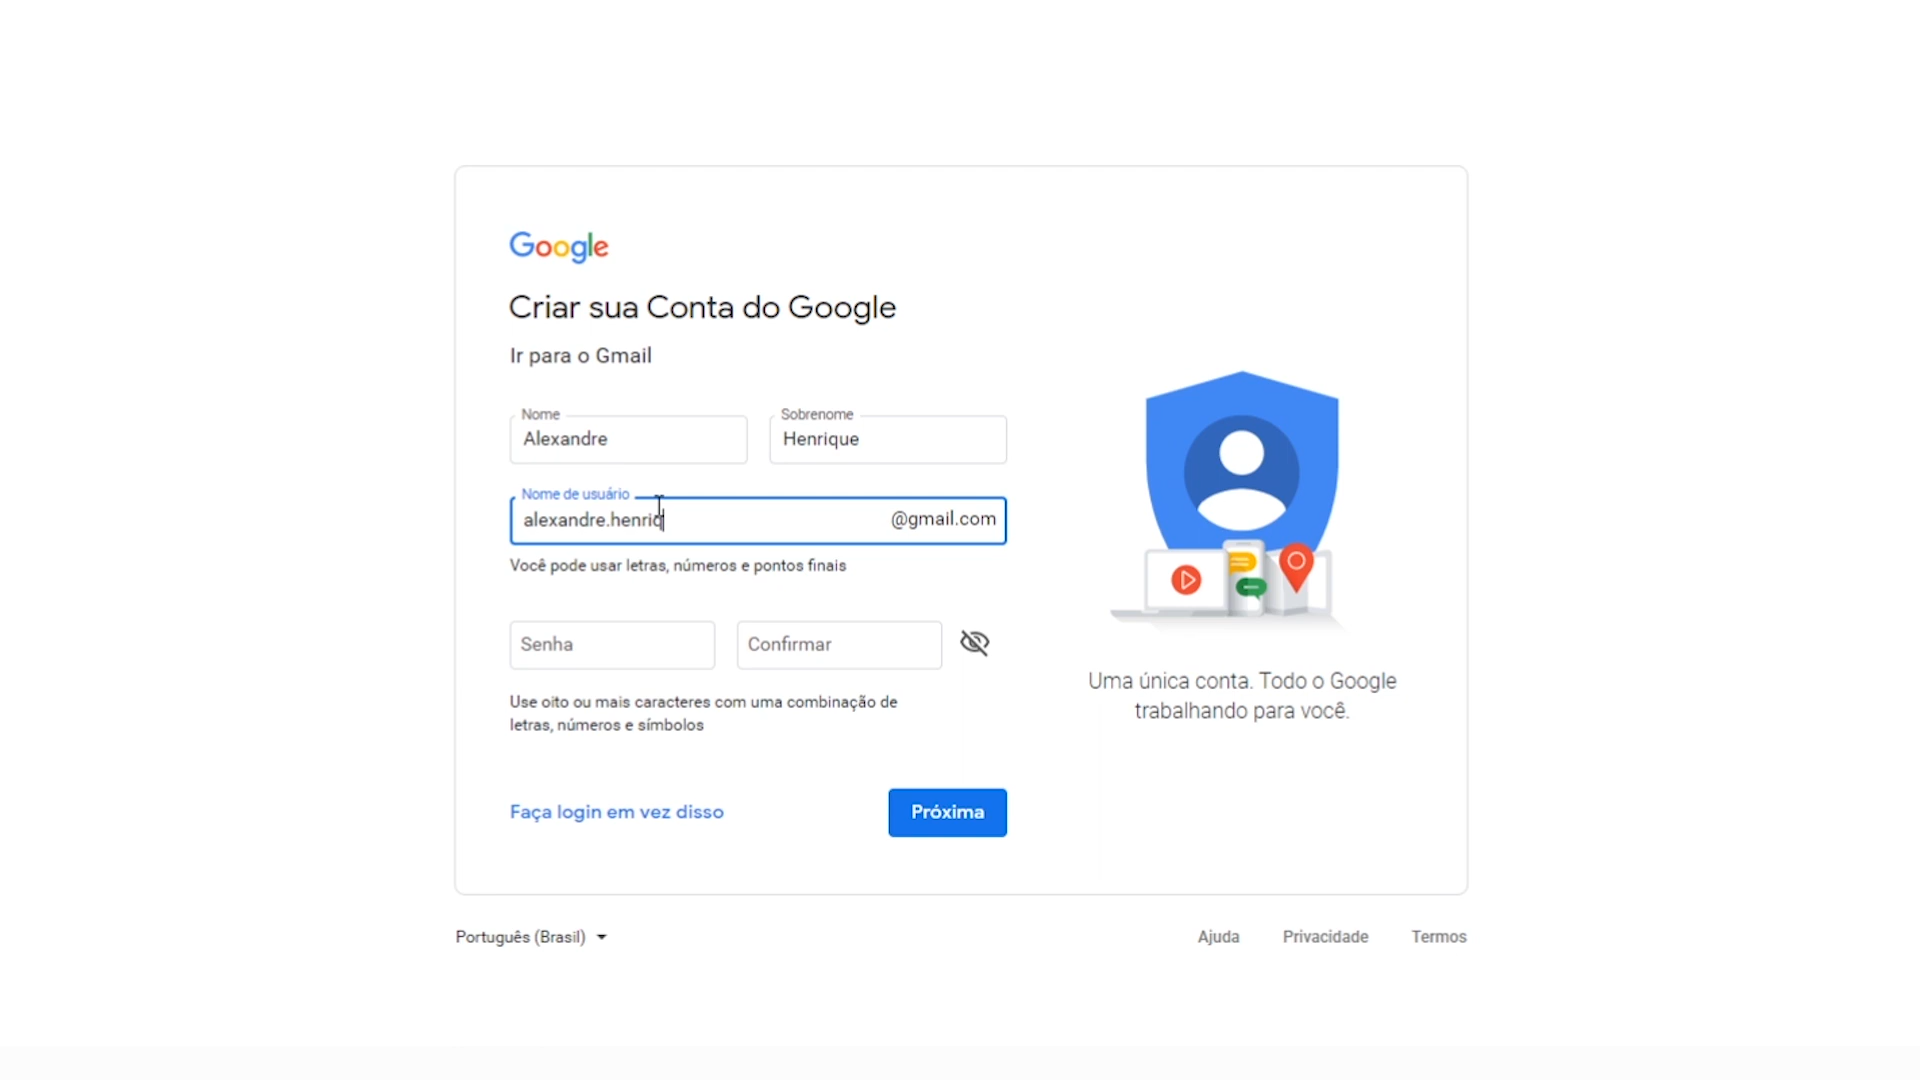 Google
Criar sua Conta do Google
Ir para o Gmail
Nome
Sobrenome
Alexandre
Henrique
Nome de usuário
alexandre.henriq
@gmail.com
Você pode usar letras, números e pontos finais
Senha
Confirmar
Use oito ou mais caracteres com uma combinação de
letras, números e símbolos
Faça login em vez disso
Próxima
Uma única conta. Todo o Google
trabalhando para você.
Português (Brasil)
Ajuda
Privacidade
Termos